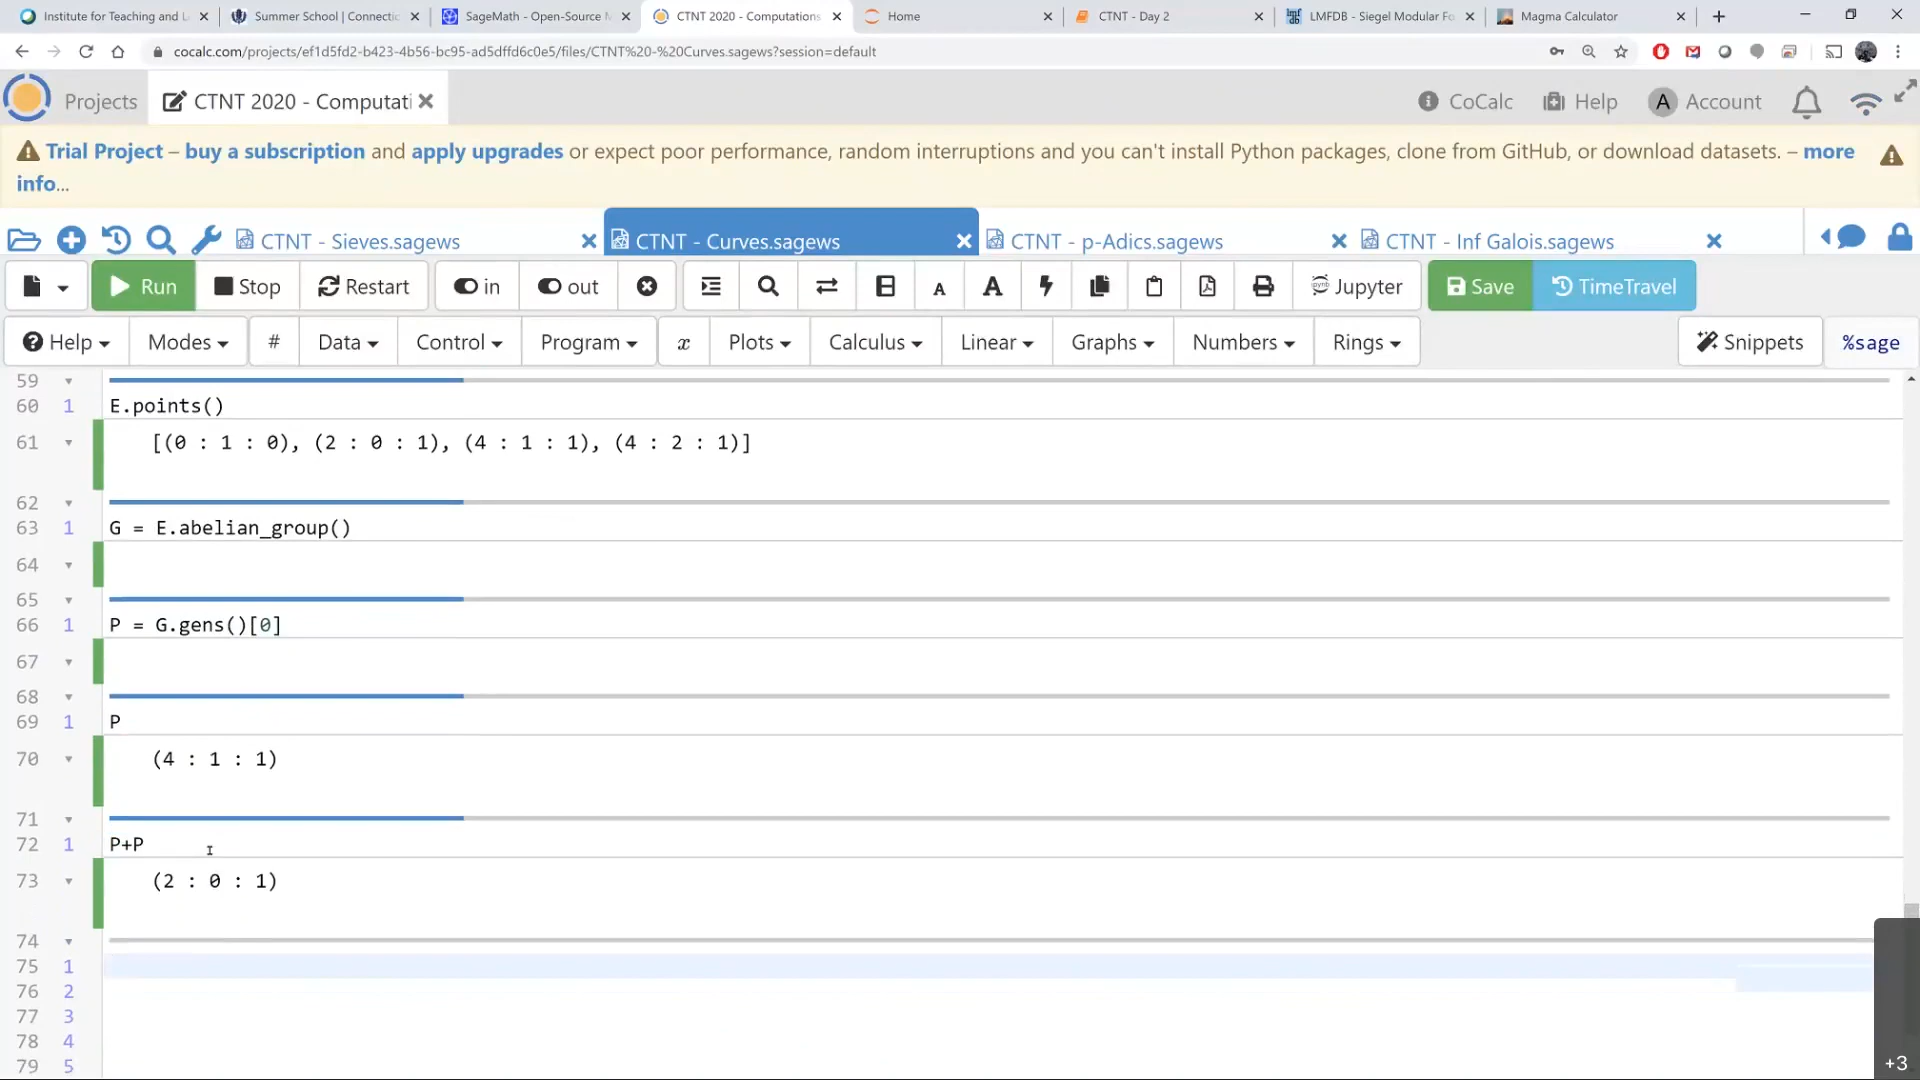 Institute for Teaching and L
Summer School | Connectic
SageMath - Open-Source M
CTNT 2020 - Computations
Home
CTNT - Day 2
LMFDB - Siegel Modular Fo
Magma Calculator
cocalc.com/projects/ef1d5fd2-b423-4b56-bc95-ad5dffd6c0e5/files/CTNT%20-%20Curves.sagews?session=default
Projects
CTNT 2020 - Computati
CoCalc
Help
A Account
Trial Project – buy a subscription and apply upgrades or expect poor performance, random interruptions and you can't install Python packages, clone from GitHub, or download datasets. – more
info...
CTNT - Sieves.sagews
CTNT - Curves.sagews
CTNT - p-Adics.sagews
CTNT - Inf Galois.sagews
Run
Stop
Restart
in
out
A
A
Jupyter
Save
TimeTravel
Help
Modes
#
Data
Control
Program
x
Plots
Calculus
Linear
Graphs
Numbers
Rings
Snippets
%sage
59
60 1 E.points()
61 [(0 : 1 : 0), (2 : 0 : 1), (4 : 1 : 1), (4 : 2 : 1)]
62
63 1 G = E.abelian_group()
64
65
66 1 P = G.gens()[0]
67
68
69 1 P
70 (4 : 1 : 1)
71
72 1 P+P
73 (2 : 0 : 1)
74
75 1
76 2
77 3
78 4
79 5
+3